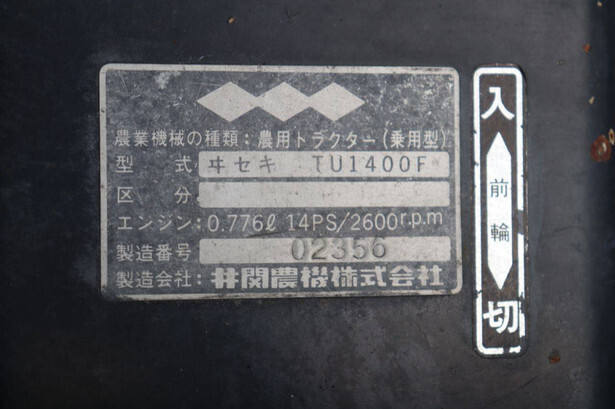 農業機械の種類：農用トラクター(乗用型)
型 式 ヰセキ TU1400F
区 分
エンジン：0.776ℓ 14PS/2600r.p.m
製造番号 02356
製造会社：井関農機株式会社
入
前輪
切